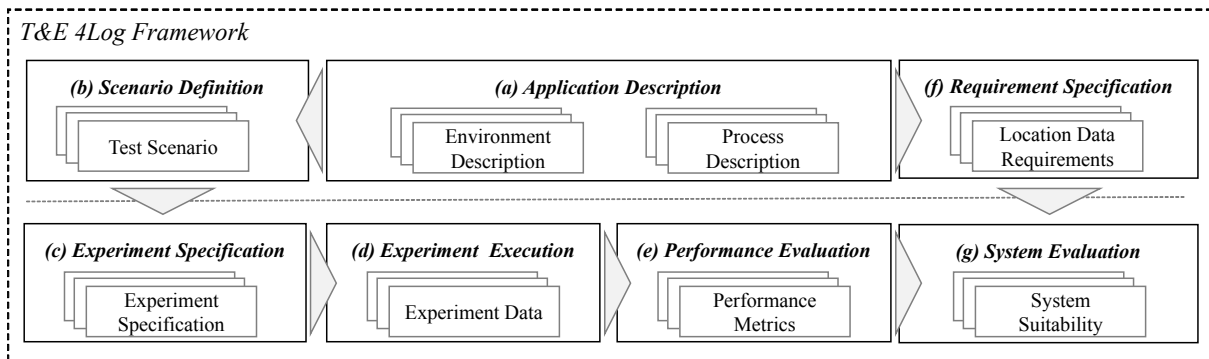 T&E 4Log Framework
(b) Scenario Definition
Test Scenario
(a) Application Description
Environment
Description
Process
Description
(f) Requirement Specification
Location Data
Requirements
(c) Experiment Specification
Experiment
Specification
(d) Experiment Execution
Experiment Data
(e) Performance Evaluation
Performance
Metrics
(g) System Evaluation
System
Suitability